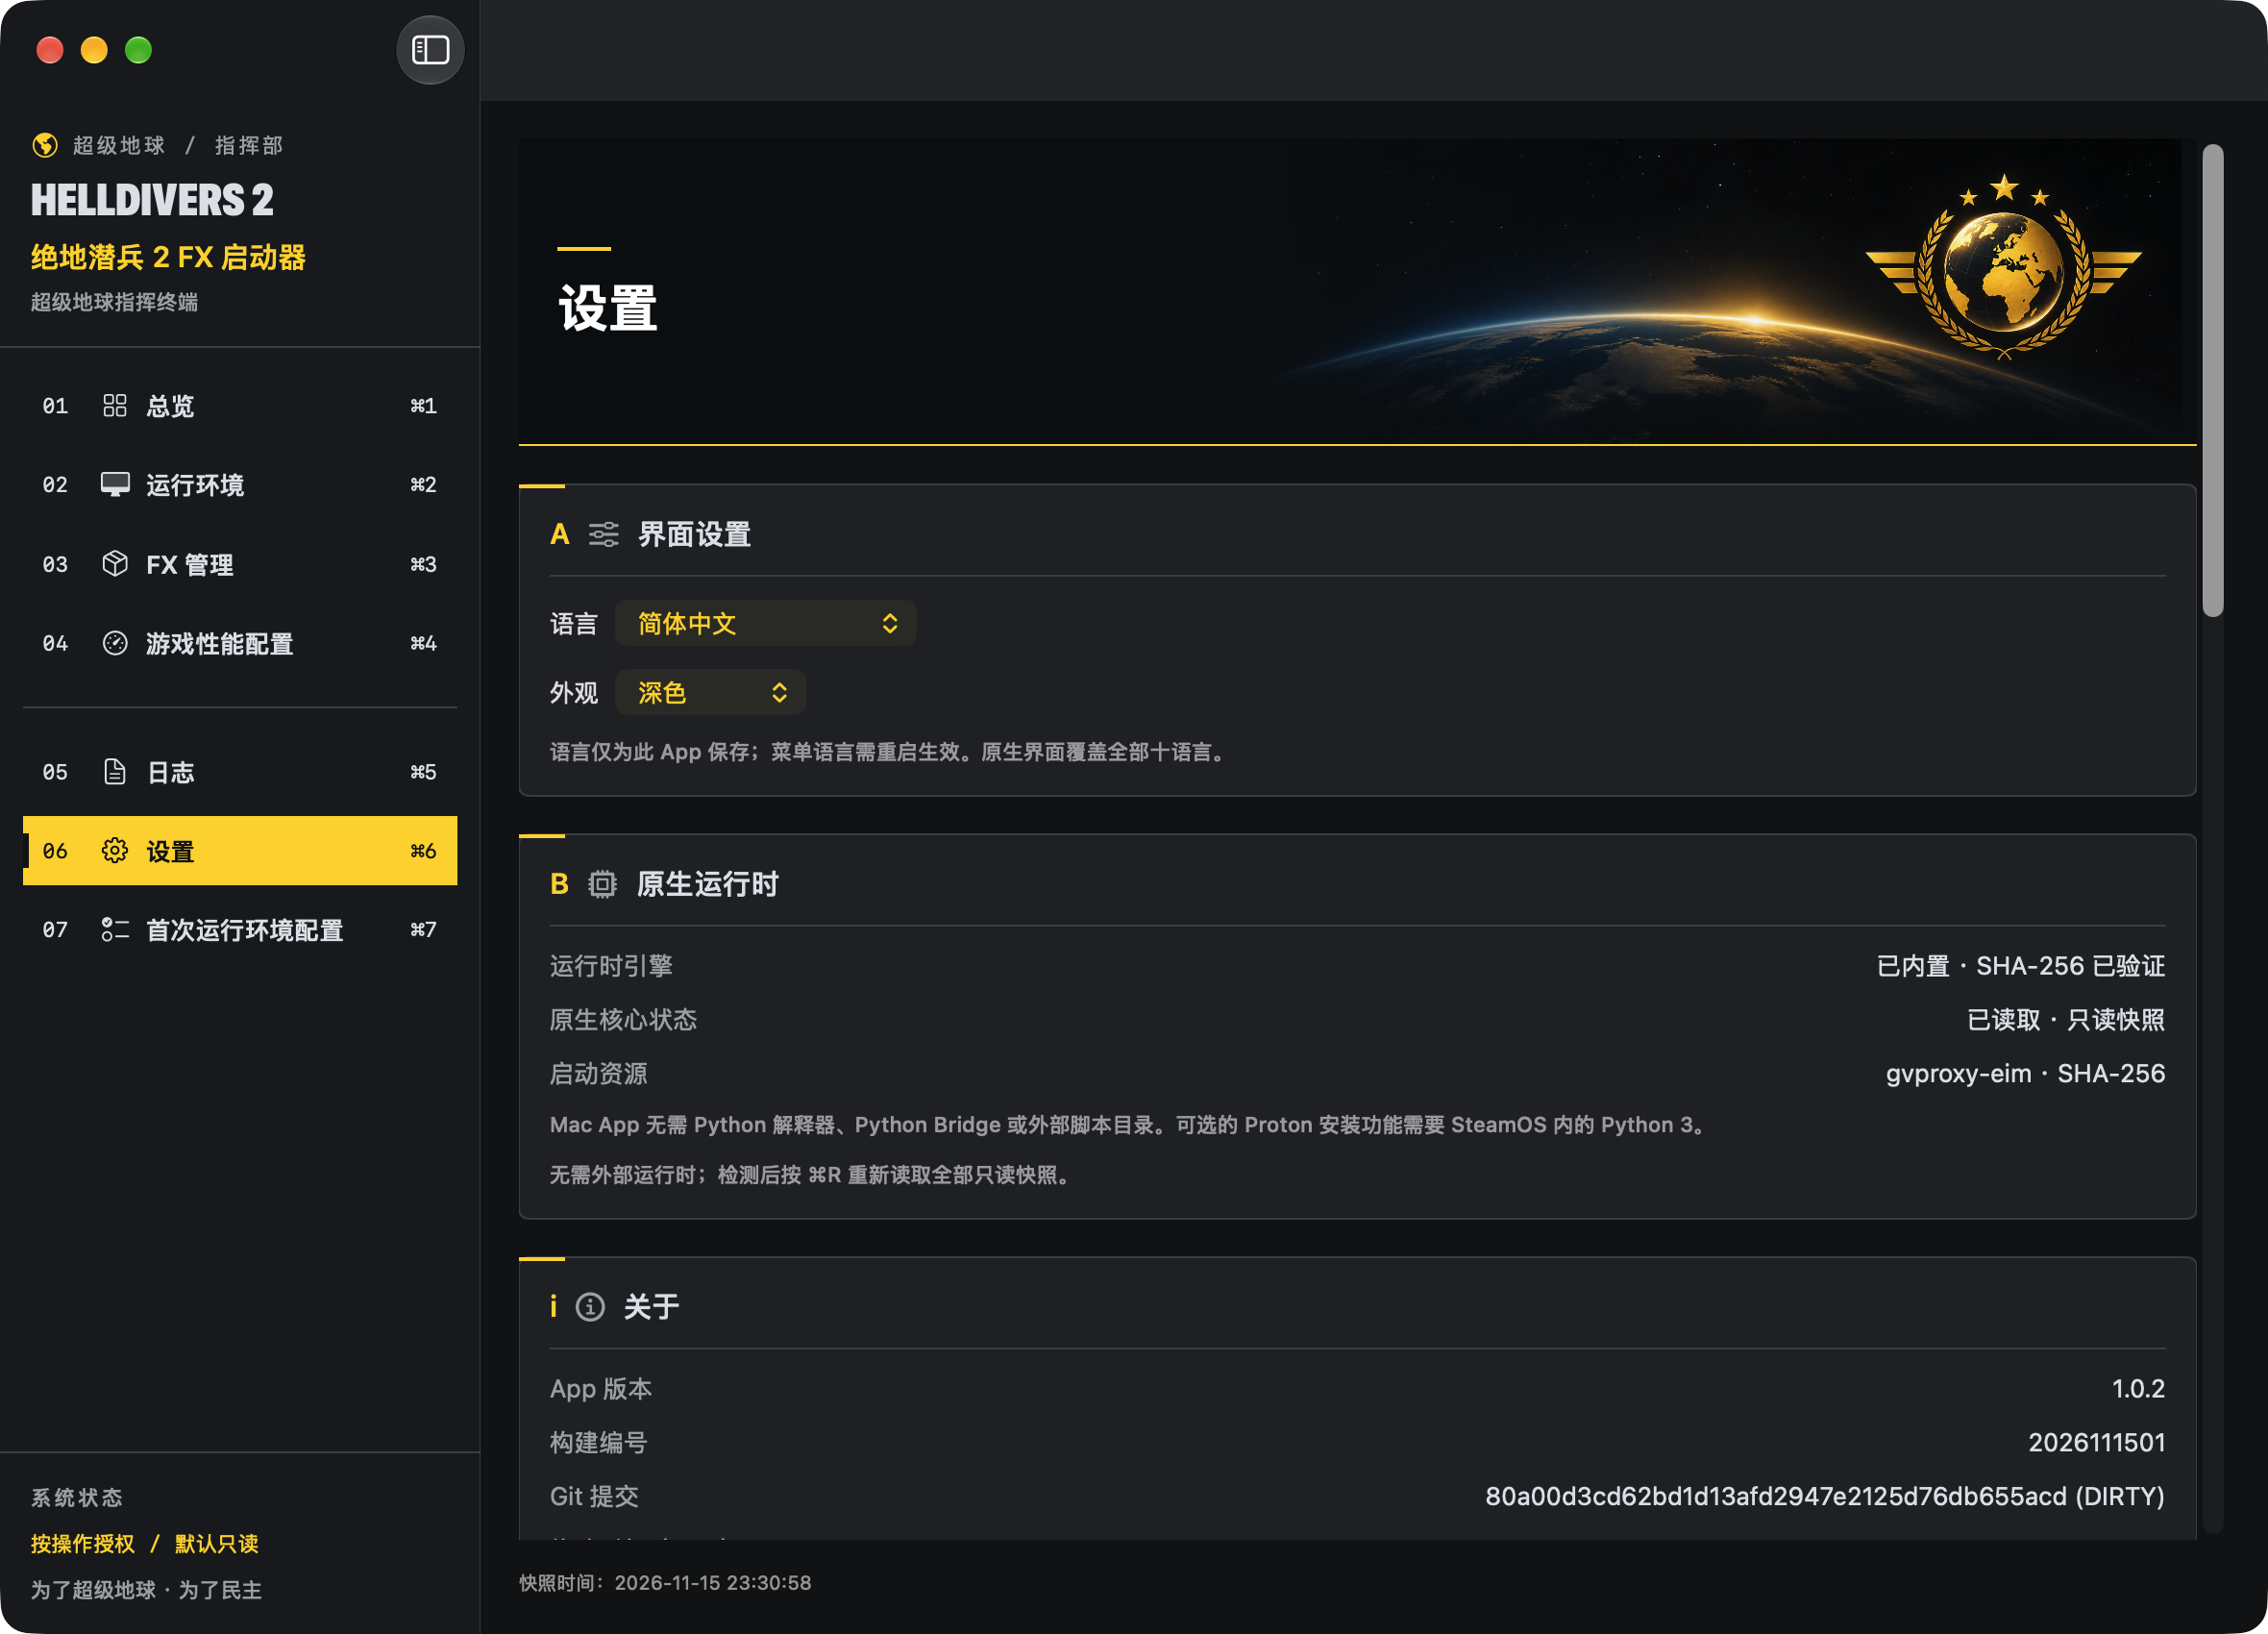 超级地球 / 指挥部
HELLDIVERS 2
绝地潜兵 2 FX 启动器
超级地球指挥终端
01 总览 ⌘1
02 运行环境 ⌘2
03 FX 管理 ⌘3
04 游戏性能配置 ⌘4
05 日志 ⌘5
06 设置 ⌘6
07 首次运行环境配置 ⌘7
系统状态
按操作授权 / 默认只读
为了超级地球 · 为了民主
设置
A 界面设置
语言 简体中文
外观 深色
语言仅为此 App 保存；菜单语言需重启生效。原生界面覆盖全部十语言。
B 原生运行时
运行时引擎 已内置 · SHA-256 已验证
原生核心状态 已读取 · 只读快照
启动资源 gvproxy-eim · SHA-256
Mac App 无需 Python 解释器、Python Bridge 或外部脚本目录。可选的 Proton 安装功能需要 SteamOS 内的 Python 3。
无需外部运行时；检测后按 ⌘R 重新读取全部只读快照。
i 关于
App 版本 1.0.2
构建编号 2026111501
Git 提交 80a00d3cd62bd1d13afd2947e2125d76db655acd (DIRTY)
快照时间：2026-11-15 23:30:58